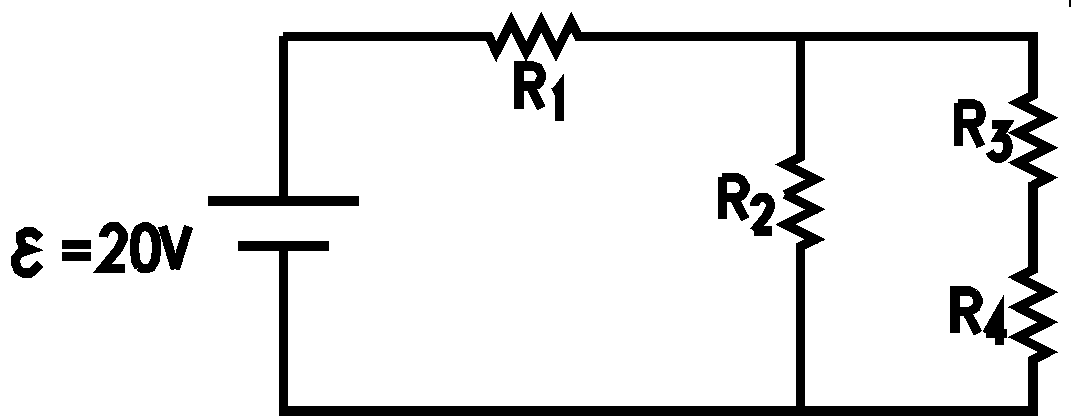 R1
R3
R2
ε = 20V
R4